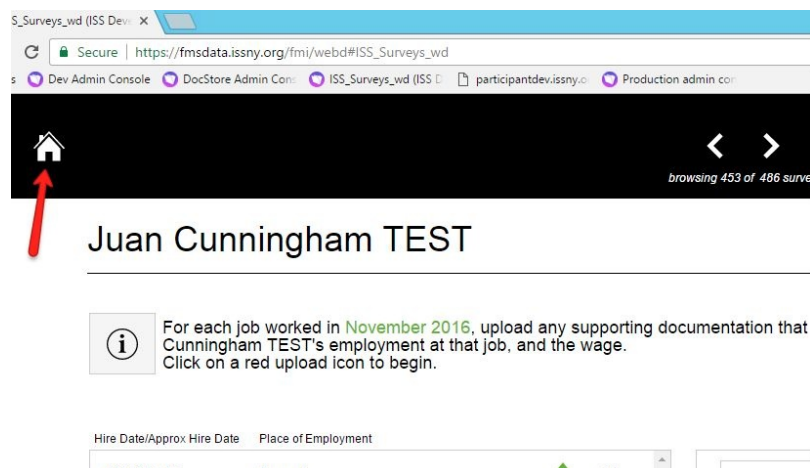 S_Surveys_wd (ISS Dev
Secure | https://fmsdata.issny.org/fmi/webd#ISS_Surveys_wd
s Dev Admin Console DocStore Admin Con ISS_Surveys_wd (ISS D participantdev.issny.o Production admin con
browsing 453 of 486 surve
Juan Cunningham TEST
For each job worked in November 2016, upload any supporting documentation that
Cunningham TEST's employment at that job, and the wage.
Click on a red upload icon to begin.
Hire Date/Approx Hire Date Place of Employment